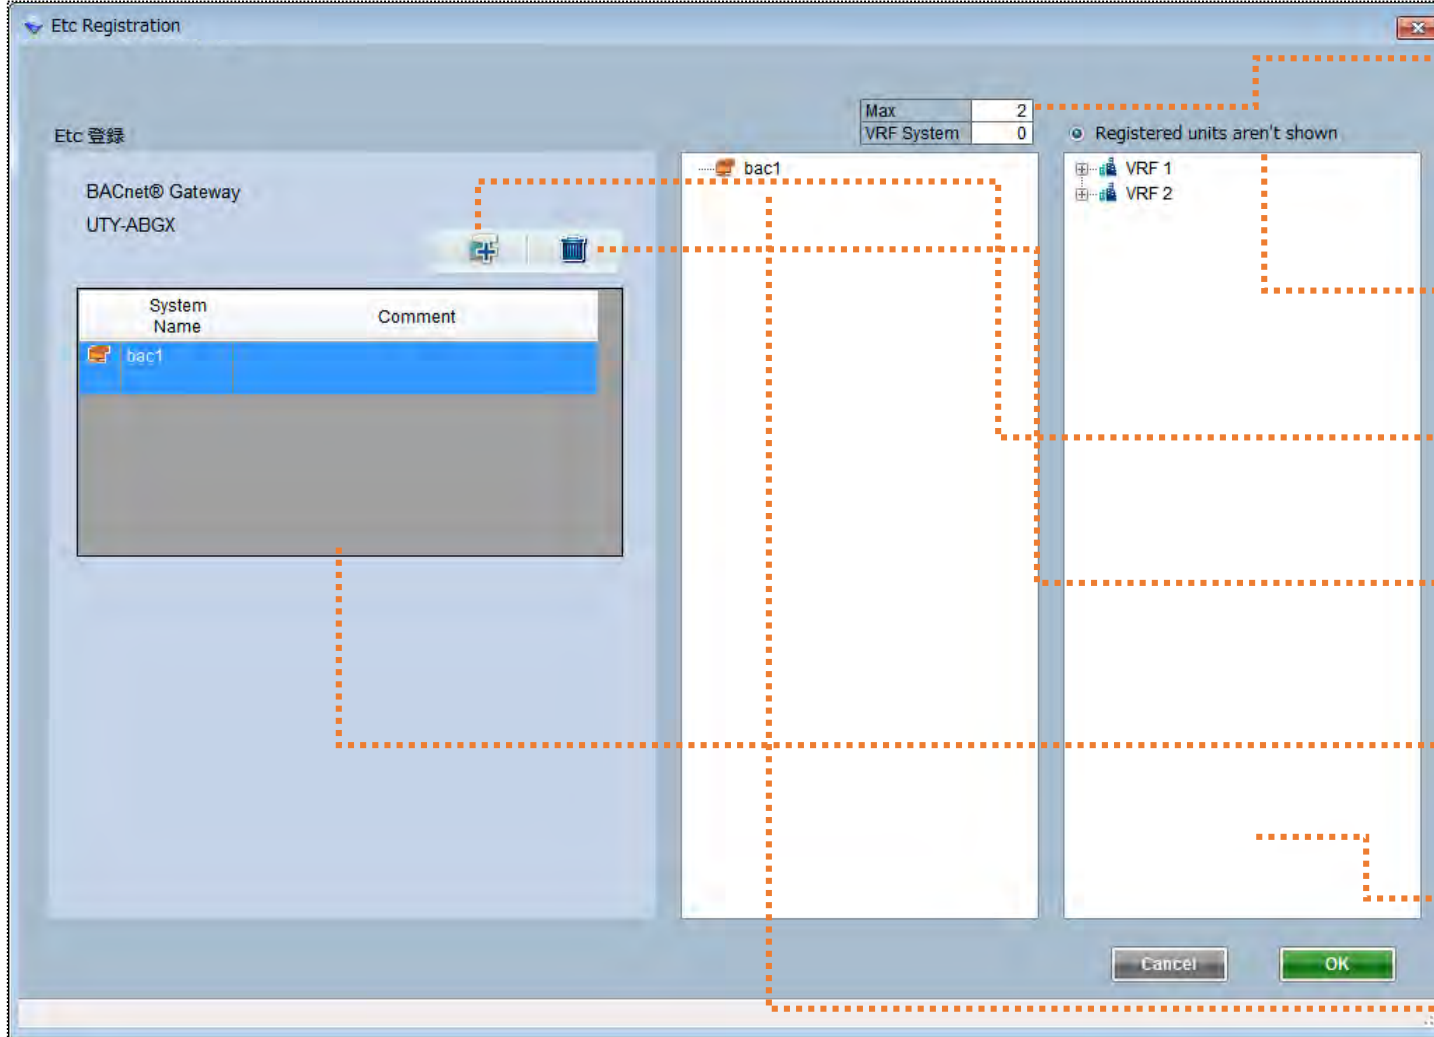 Etc Registration
Max 2
VRF System 0
Etc 登録
Registered units aren't shown
BACnet® Gateway
UTY-ABGX
System Name
Comment
bac1
bac1
VRF 1
VRF 2
Cancel
OK